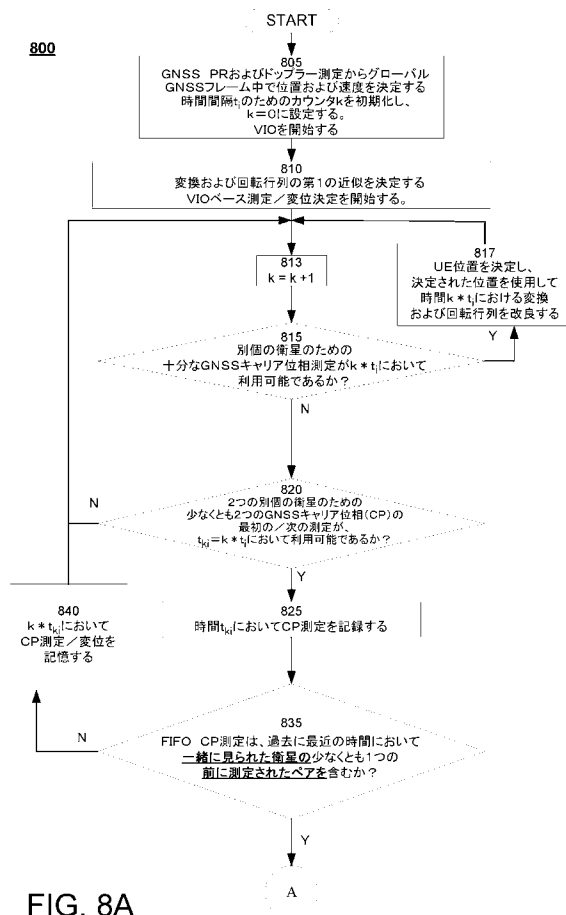 START
800
805
GNSS PRおよびドップラー測定からグローバル
GNSSフレーム中で位置および速度を決定する
時間間隔tiのためのカウンタkを初期化し、
k=0に設定する。
VIOを開始する
810
変換および回転行列の第1の近似を決定する
VIOベース測定/変位決定を開始する。
813
k = k +1
817
UE位置を決定し、
決定された位置を使用して
時間k*tiにおける変換
および回転行列を改良する
Y
815
別個の衛星のための
十分なGNSSキャリア位相測定がk*tiにおいて
利用可能であるか?
N
820
2つの別個の衛星のための
少なくとも2つのGNSSキャリア位相(CP)の
最初の/次の測定が、
tki=k*tiにおいて利用可能であるか?
N
Y
840
k*tkiにおいて
CP測定/変位を
記憶する
825
時間tkiにおいてCP測定を記録する
835
FIFO CP測定は、過去に最近の時間において
一緒に見られた衛星の少なくとも1つの
前に測定されたペアを含むか?
N
Y
A
FIG. 8A